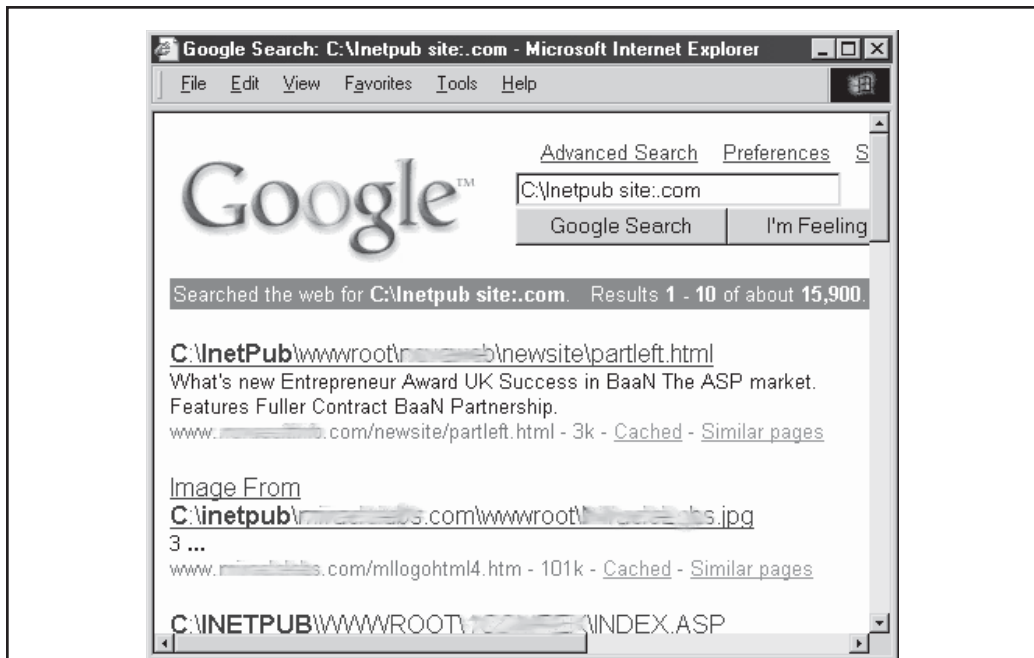 Google Search: C:\Inetpub site:.com - Microsoft Internet Explorer
File Edit View Favorites Tools Help
Advanced Search Preferences S
Google™
C:\Inetpub site:.com
Google Search I'm Feeling
Searched the web for C:\Inetpub site:.com. Results 1 - 10 of about 15,900.
C:\InetPub\wwwroot\ \newsite\partleft.html
What's new Entrepreneur Award UK Success in BaaN The ASP market.
Features Fuller Contract BaaN Partnership.
www. .com/newsite/partleft.html - 3k - Cached - Similar pages
Image From
C:\inetpub\ .com\wwwroot\ .jpg
3 ...
www. .com/mllogohtml4.htm - 101k - Cached - Similar pages
C:\INETPUB\WWWROOT\ \INDEX.ASP